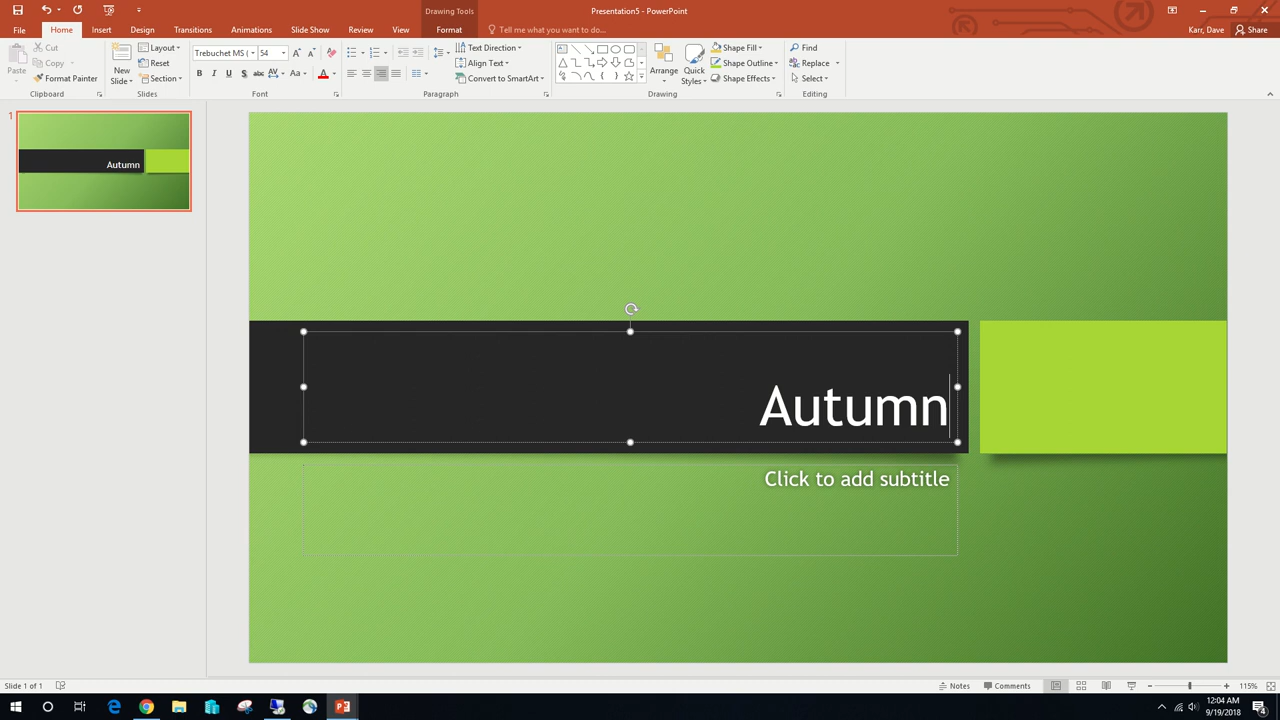 Drawing Tools
Presentation5 - PowerPoint
File
Home
Insert
Design
Transitions
Animations
Slide Show
Review
View
Format
Tell me what you want to do...
Karr, Dave
Share
Paste
Cut
Copy
Format Painter
Clipboard
New Slide
Layout
Reset
Section
Slides
Trebuchet MS (
54
A A
B I U S abc AV Aa A
Font
Text Direction
Align Text
Convert to SmartArt
Paragraph
Arrange
Quick Styles
Shape Fill
Shape Outline
Shape Effects
Drawing
Find
Replace
Select
Editing
1
Autumn
Autumn
Click to add subtitle
Slide 1 of 1
Notes
Comments
115%
12:04 AM
9/19/2018
4